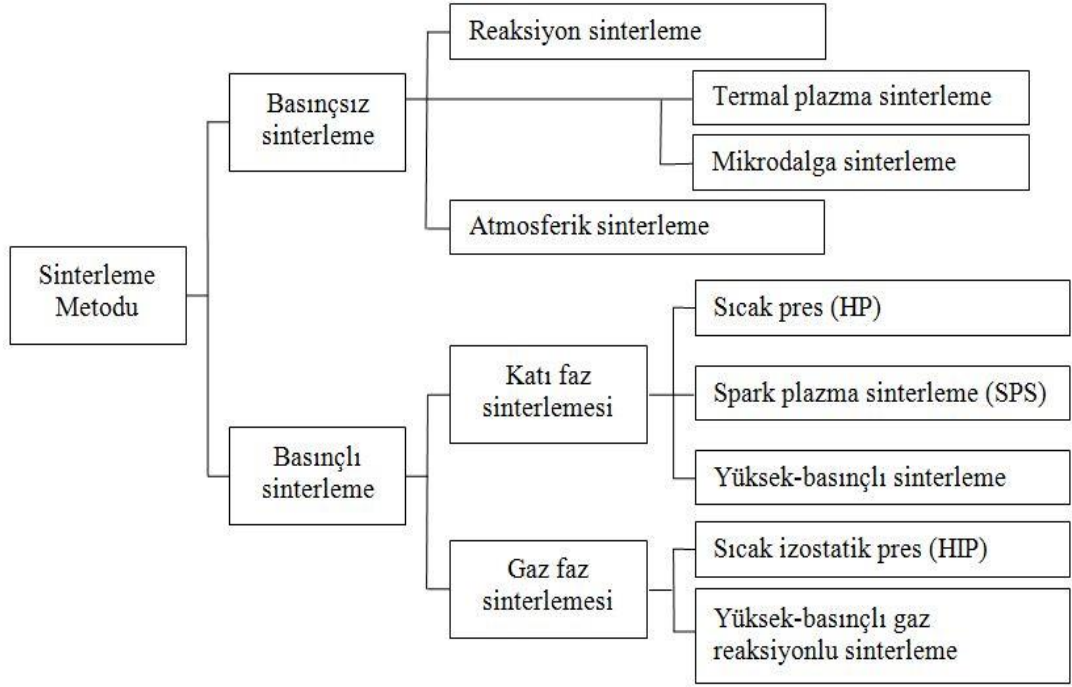 Sinterleme
Metodu
Basınçsız
sinterleme
Reaksiyon sinterleme
Termal plazma sinterleme
Mikrodalga sinterleme
Atmosferik sinterleme
Basınçlı
sinterleme
Katı faz
sinterlemesi
Sıcak pres (HP)
Spark plazma sinterleme (SPS)
Yüksek-basınçlı sinterleme
Gaz faz
sinterlemesi
Sıcak izostatik pres (HIP)
Yüksek-basınçlı gaz
reaksiyonlu sinterleme